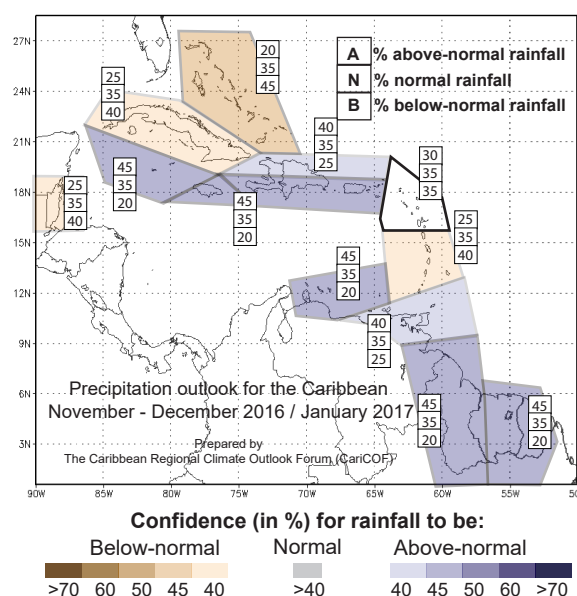 27N
24N
21N
18N
15N
12N
9N
6N
3N
20
35
45
A % above-normal rainfall
N % normal rainfall
B % below-normal rainfall
25
35
40
40
35
25
30
35
35
45
35
20
25
35
40
45
35
20
25
35
40
45
35
20
40
35
25
45
35
20
45
35
20
Precipitation outlook for the Caribbean
November - December 2016 / January 2017
Prepared by
The Caribbean Regional Climate Outlook Forum (CariCOF)
90W 85W 80W 75W 70W 65W 60W 55W 50
Confidence (in %) for rainfall to be:
Below-normal Normal Above-normal
>70 60 50 45 40 >40 40 45 50 60 >70